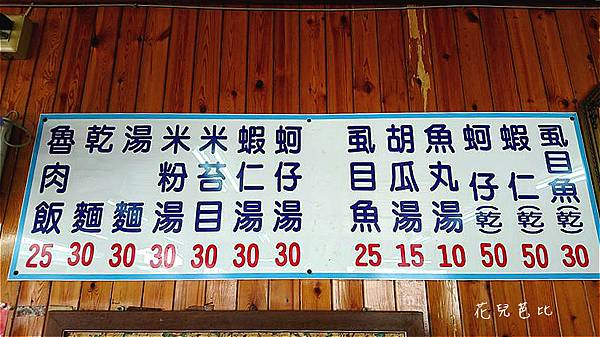 魯肉飯 25
乾麵 30
湯麵 30
米粉湯 30
米苔目 30
蝦仁湯 30
蚵仔湯 30
虱目魚 25
胡瓜湯 15
魚丸湯 10
蚵仔(乾) 50
蝦仁(乾) 50
虱目魚(乾) 30
花兒芭比